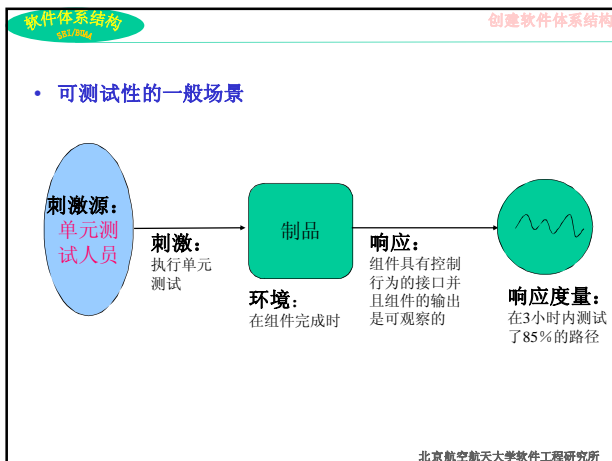 软件体系结构
SEI/BUAA
创建软件体系结构
• 可测试性的一般场景
刺激源：
单元测
试人员
刺激：
执行单元
测试
制品
环境：
在组件完成时
响应：
组件具有控制
行为的接口并
且组件的输出
是可观察的
响应度量：
在3小时内测试
了85%的路径
北京航空航天大学软件工程研究所